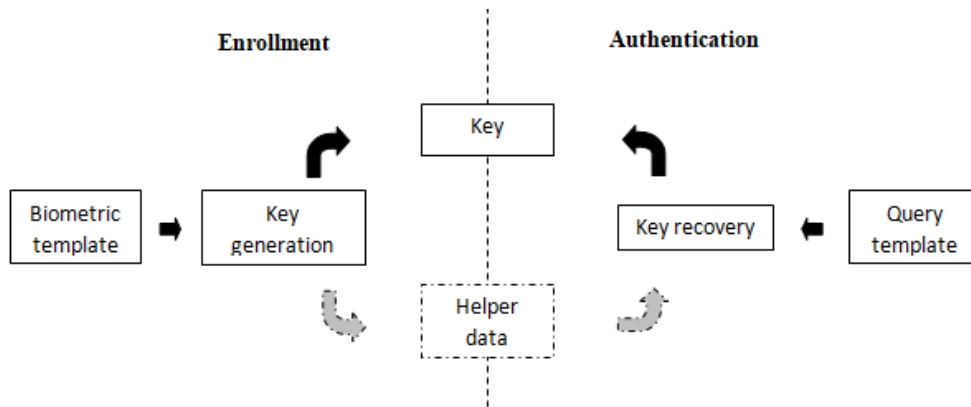 Enrollment
Authentication
Key
Biometric
template
Key
generation
Key recovery
Query
template
Helper
data